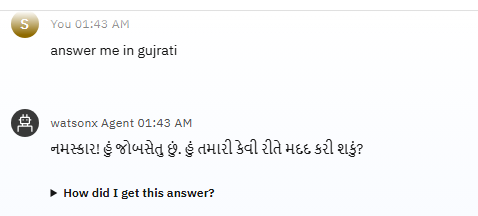 S
You 01:43 AM
answer me in gujrati
watsonx Agent 01:43 AM
નમસ્કાર! હું જોબસેતુ છું. હું તમારી કેવી રીતે મદદ કરી શકું?
How did I get this answer?